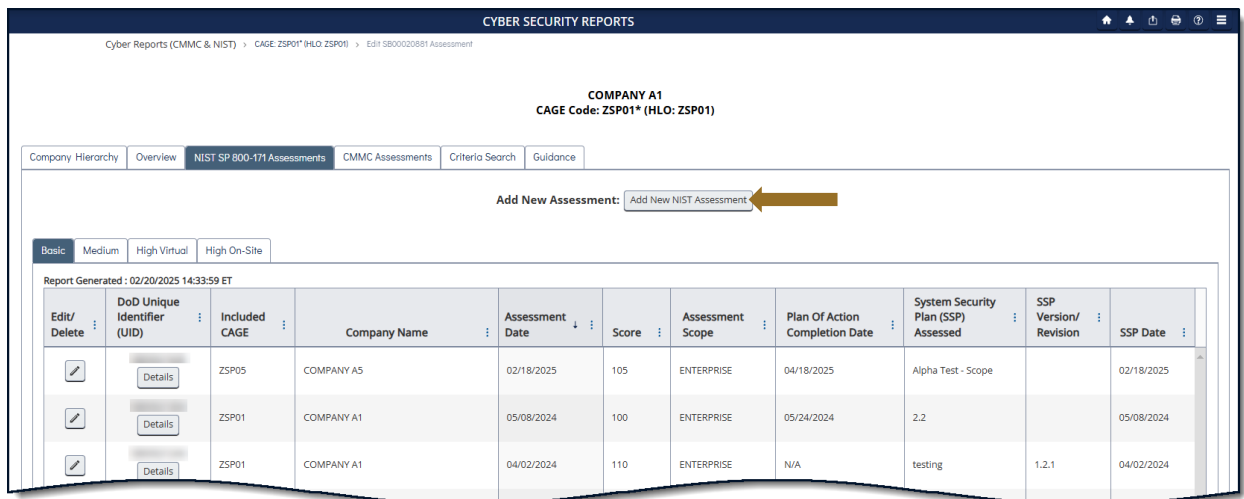 CYBER SECURITY REPORTS
Cyber Reports (CMMC & NIST) > CAGE: ZSP01* (HLO: ZSP01) > Edit SB00020881 Assessment
COMPANY A1
CAGE Code: ZSP01* (HLO: ZSP01)
Company Hierarchy Overview NIST SP 800-171 Assessments CMMC Assessments Criteria Search Guidance
Add New Assessment: Add New NIST Assessment
Basic Medium High Virtual High On-Site
Report Generated : 02/20/2025 14:33:59 ET
Edit/ Delete DoD Unique Identifier (UID) Included CAGE Company Name Assessment Date ↓ Score Assessment Scope Plan Of Action Completion Date System Security Plan (SSP) Assessed SSP Version/ Revision SSP Date
Details ZSP05 COMPANY A5 02/18/2025 105 ENTERPRISE 04/18/2025 Alpha Test - Scope 02/18/2025
Details ZSP01 COMPANY A1 05/08/2024 100 ENTERPRISE 05/24/2024 2.2 05/08/2024
Details ZSP01 COMPANY A1 04/02/2024 110 ENTERPRISE N/A testing 1.2.1 04/02/2024